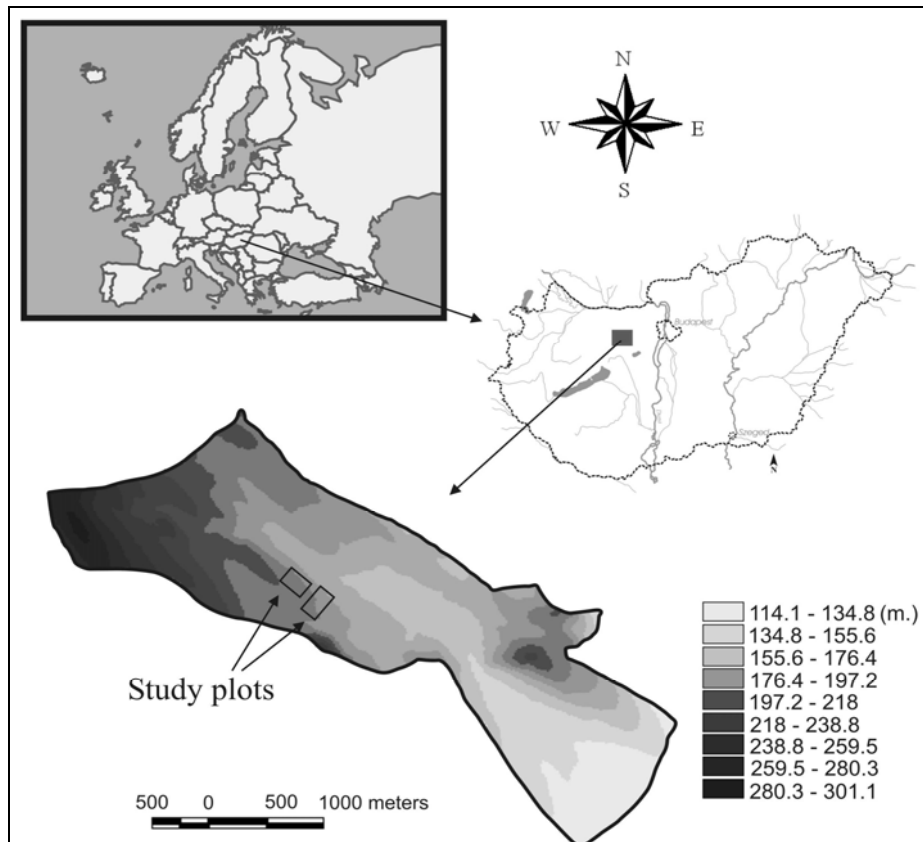 N
W E
S
Budapest
Szeged
N
Study plots
500 0 500 1000 meters
114.1 - 134.8 (m.)
134.8 - 155.6
155.6 - 176.4
176.4 - 197.2
197.2 - 218
218 - 238.8
238.8 - 259.5
259.5 - 280.3
280.3 - 301.1